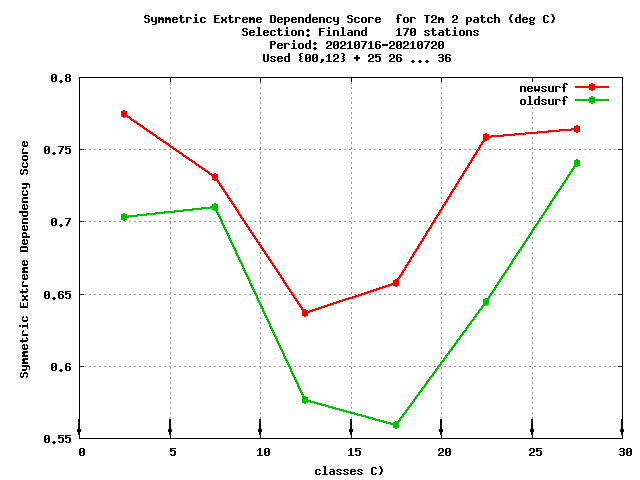 Symmetric Extreme Dependency Score  for T2m 2 patch (deg C)
Selection: Finland    170 stations
Period: 20210716-20210720
Used {00,12} + 25 26 ... 36
newsurf
oldsurf
Symmetric Extreme Dependency Score
0.8
0.75
0.7
0.65
0.6
0.55
0 5 10 15 20 25 30
classes C)